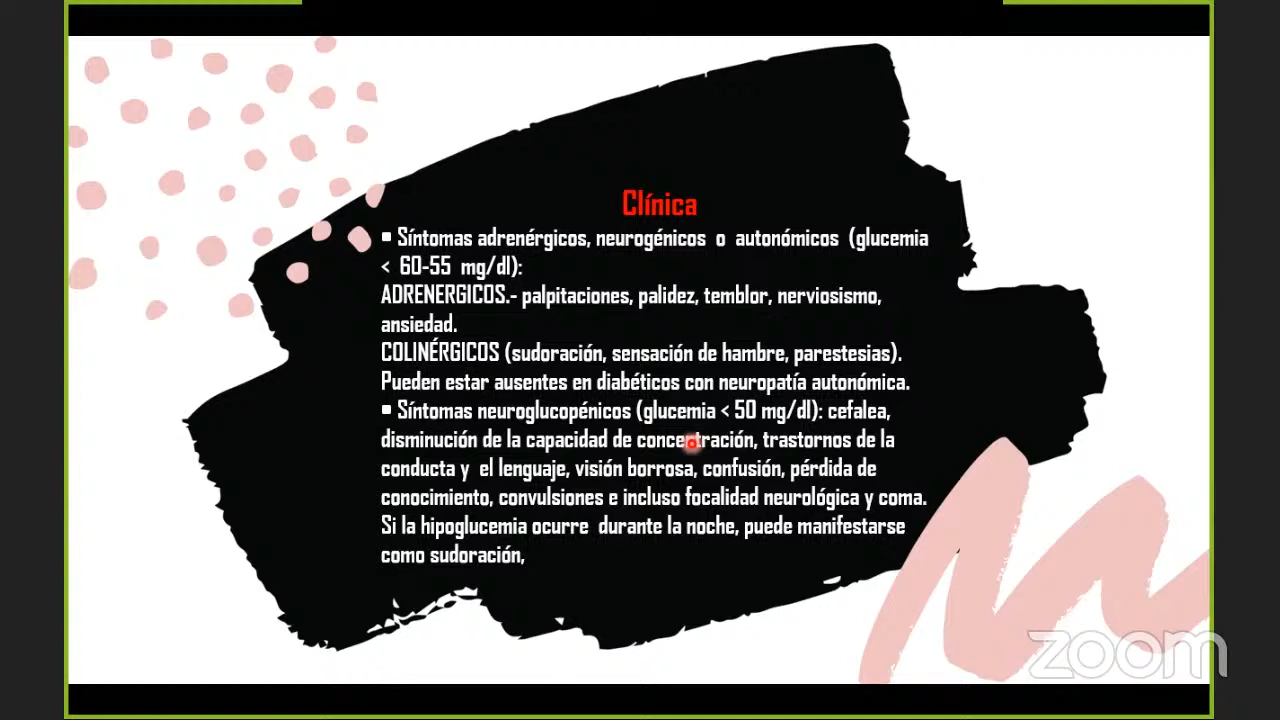 Clínica
▪ Síntomas adrenérgicos, neurogénicos o autonómicos (glucemia
< 60-55 mg/dl):
ADRENERGICOS.- palpitaciones, palidez, temblor, nerviosismo,
ansiedad.
COLINÉRGICOS (sudoración, sensación de hambre, parestesias).
Pueden estar ausentes en diabéticos con neuropatía autonómica.
▪ Síntomas neuroglucopénicos (glucemia < 50 mg/dl): cefalea,
disminución de la capacidad de concentración, trastornos de la
conducta y el lenguaje, visión borrosa, confusión, pérdida de
conocimiento, convulsiones e incluso focalidad neurológica y coma.
Si la hipoglucemia ocurre durante la noche, puede manifestarse
como sudoración,
zoom